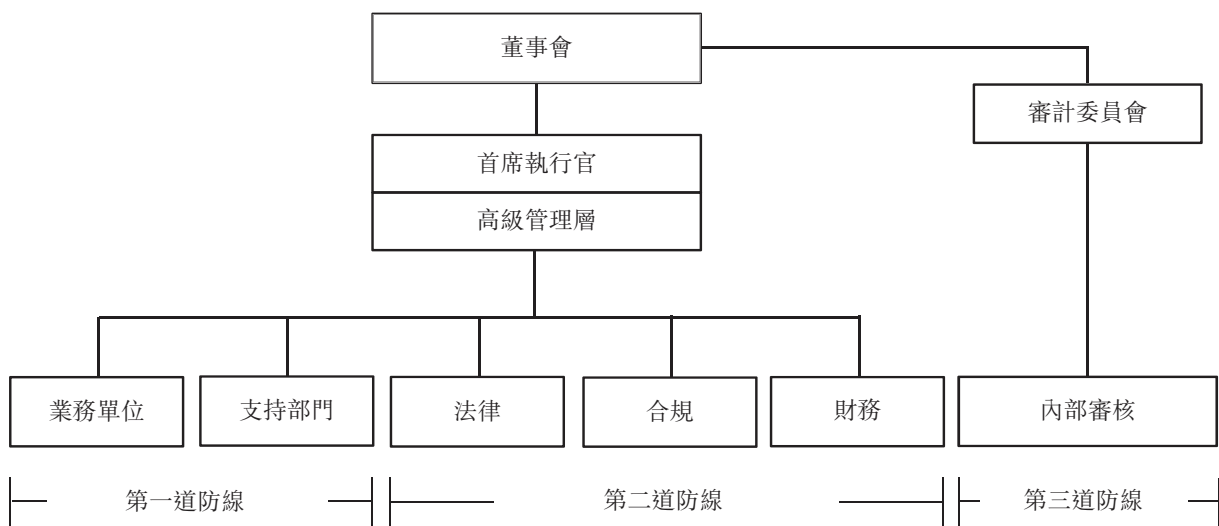 董事會
審計委員會
首席執行官
高級管理層
業務單位
支持部門
法律
合規
財務
內部審核
第一道防線
第二道防線
第三道防線